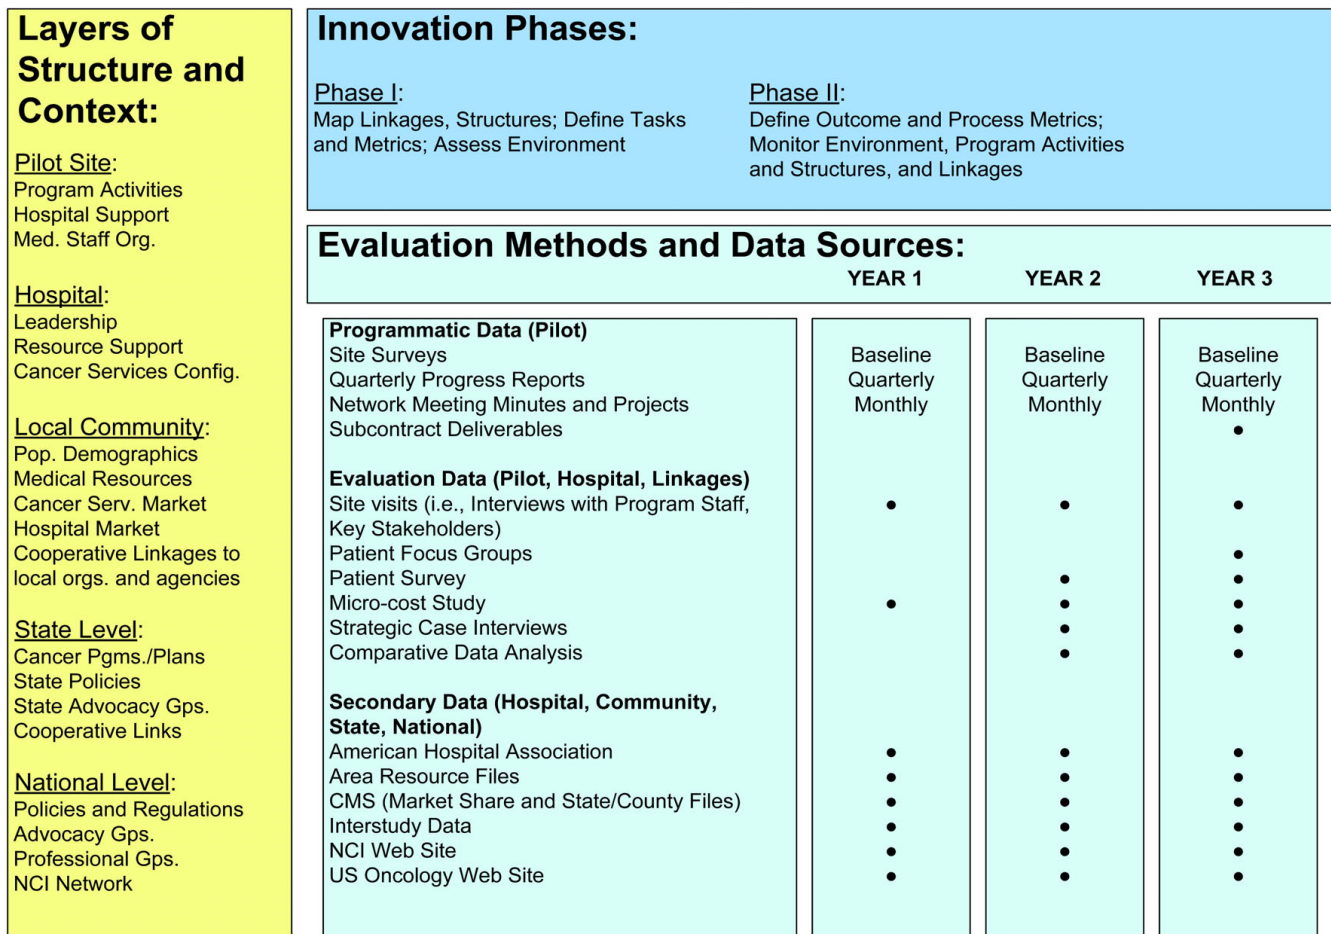 Layers of
Structure and
Context:
Pilot Site:
Program Activities
Hospital Support
Med. Staff Org.
Hospital:
Leadership
Resource Support
Cancer Services Config.
Local Community:
Pop. Demographics
Medical Resources
Cancer Serv. Market
Hospital Market
Cooperative Linkages to
local orgs. and agencies
State Level:
Cancer Pgms./Plans
State Policies
State Advocacy Gps.
Cooperative Links
National Level:
Policies and Regulations
Advocacy Gps.
Professional Gps.
NCI Network
Innovation Phases:
Phase I:
Map Linkages, Structures; Define Tasks
and Metrics; Assess Environment
Phase II:
Define Outcome and Process Metrics;
Monitor Environment, Program Activities
and Structures, and Linkages
Evaluation Methods and Data Sources:
YEAR 1 YEAR 2 YEAR 3
Programmatic Data (Pilot)
Site Surveys Baseline Baseline Baseline
Quarterly Progress Reports Quarterly Quarterly Quarterly
Network Meeting Minutes and Projects Monthly Monthly Monthly
Subcontract Deliverables •
Evaluation Data (Pilot, Hospital, Linkages)
Site visits (i.e., Interviews with Program Staff, • • •
Key Stakeholders)
Patient Focus Groups •
Patient Survey • •
Micro-cost Study • • •
Strategic Case Interviews • •
Comparative Data Analysis • •
Secondary Data (Hospital, Community,
State, National)
American Hospital Association • • •
Area Resource Files • • •
CMS (Market Share and State/County Files) • • •
Interstudy Data • • •
NCI Web Site • • •
US Oncology Web Site • • •